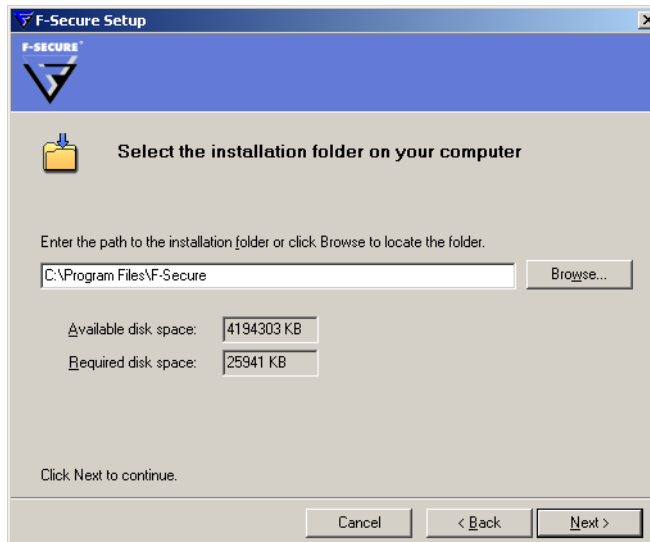 F-Secure Setup
F-SECURE®
Select the installation folder on your computer
Enter the path to the installation folder or click Browse to locate the folder.
C:\Program Files\F-Secure
Browse...
Available disk space: 4194303 KB
Required disk space: 25941 KB
Click Next to continue.
Cancel < Back Next >